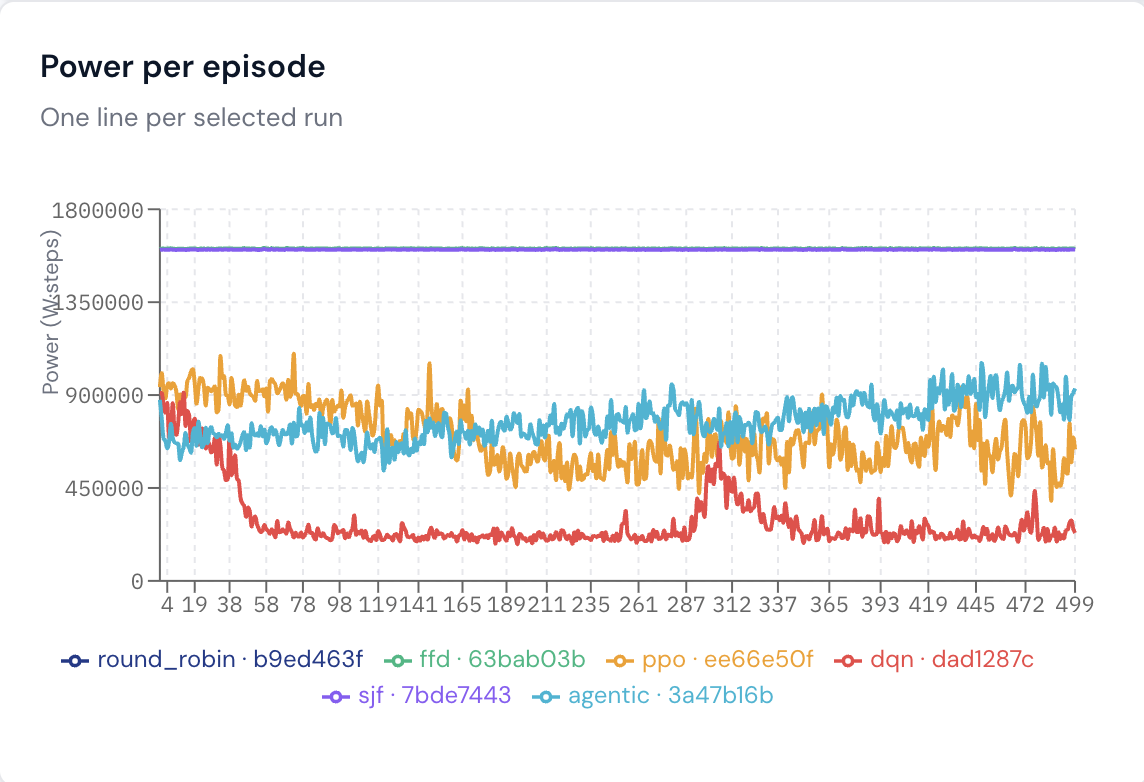 Power per episode
One line per selected run
Power (W·steps)
1800000
1350000
900000
450000
0
4 19 38 58 78 98 119 141 165 189 211 235 261 287 312 337 365 393 419 445 472 499
round_robin · b9ed463f ffd · 63bab03b ppo · ee66e50f dqn · dad1287c
sjf · 7bde7443 agentic · 3a47b16b